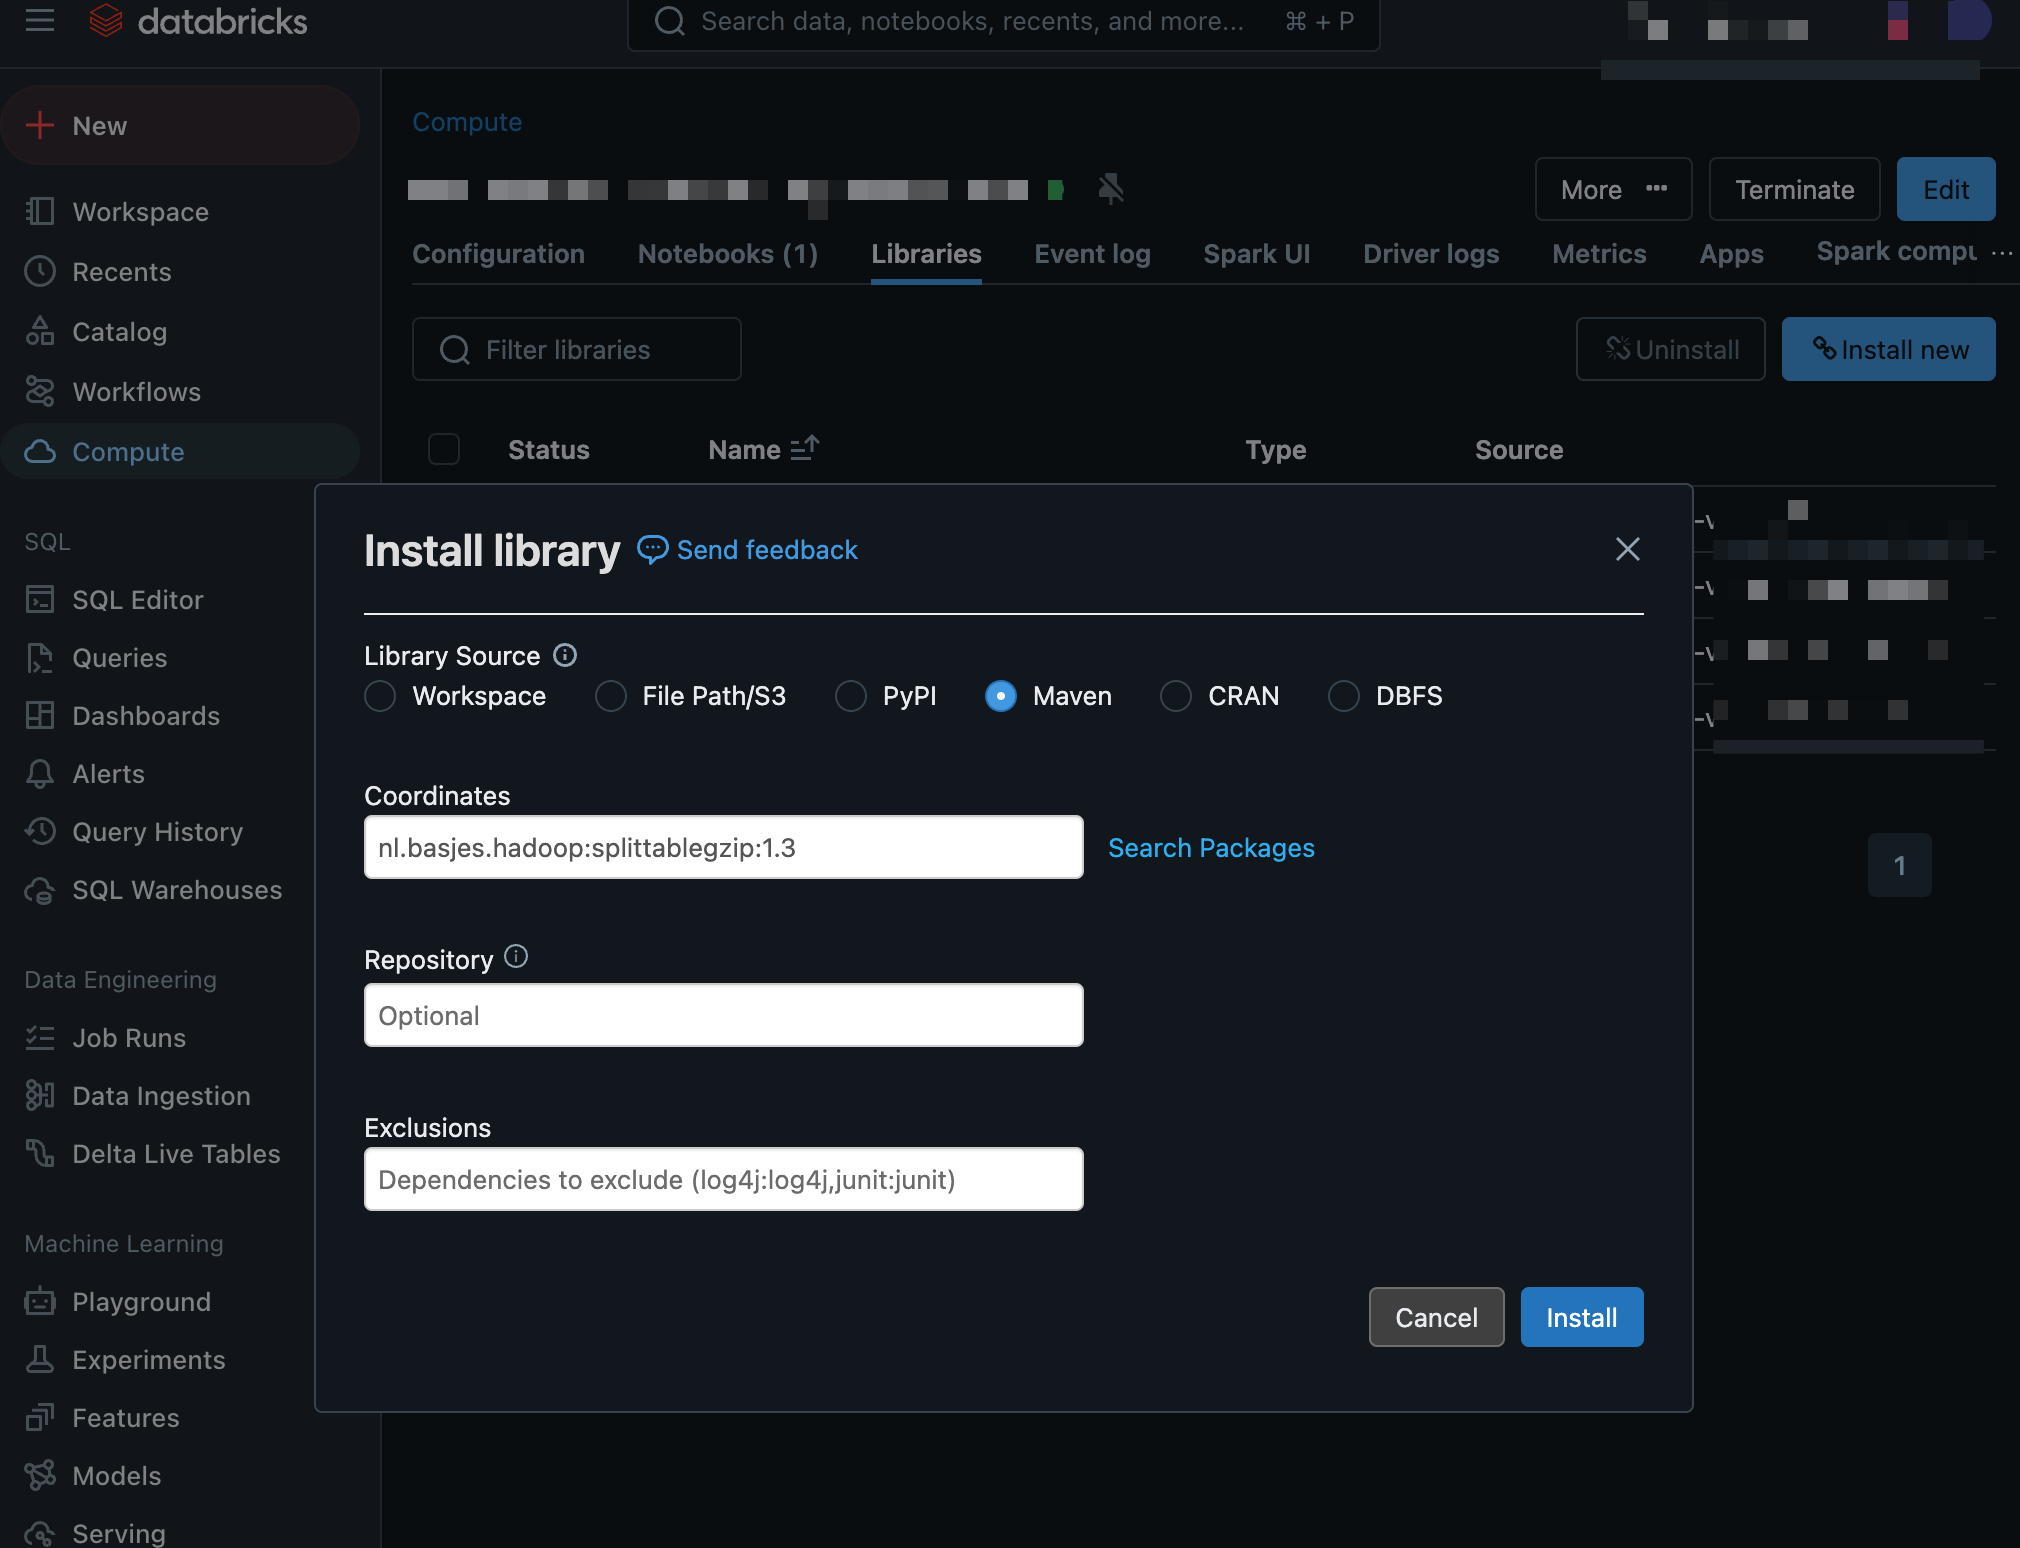 databricks
Search data, notebooks, recents, and more... ⌘ + P
New
Workspace
Recents
Catalog
Workflows
Compute
SQL
SQL Editor
Queries
Dashboards
Alerts
Query History
SQL Warehouses
Data Engineering
Job Runs
Data Ingestion
Delta Live Tables
Machine Learning
Playground
Experiments
Features
Models
Serving
Compute
More ···
Terminate
Edit
Configuration Notebooks (1) Libraries Event log Spark UI Driver logs Metrics Apps Spark compu ···
Filter libraries
Uninstall
Install new
Status Name Type Source
1
Install library
Send feedback
Library Source
Workspace File Path/S3 PyPI Maven CRAN DBFS
Coordinates
nl.basjes.hadoop:splittablegzip:1.3
Search Packages
Repository
Optional
Exclusions
Dependencies to exclude (log4j:log4j,junit:junit)
Cancel
Install